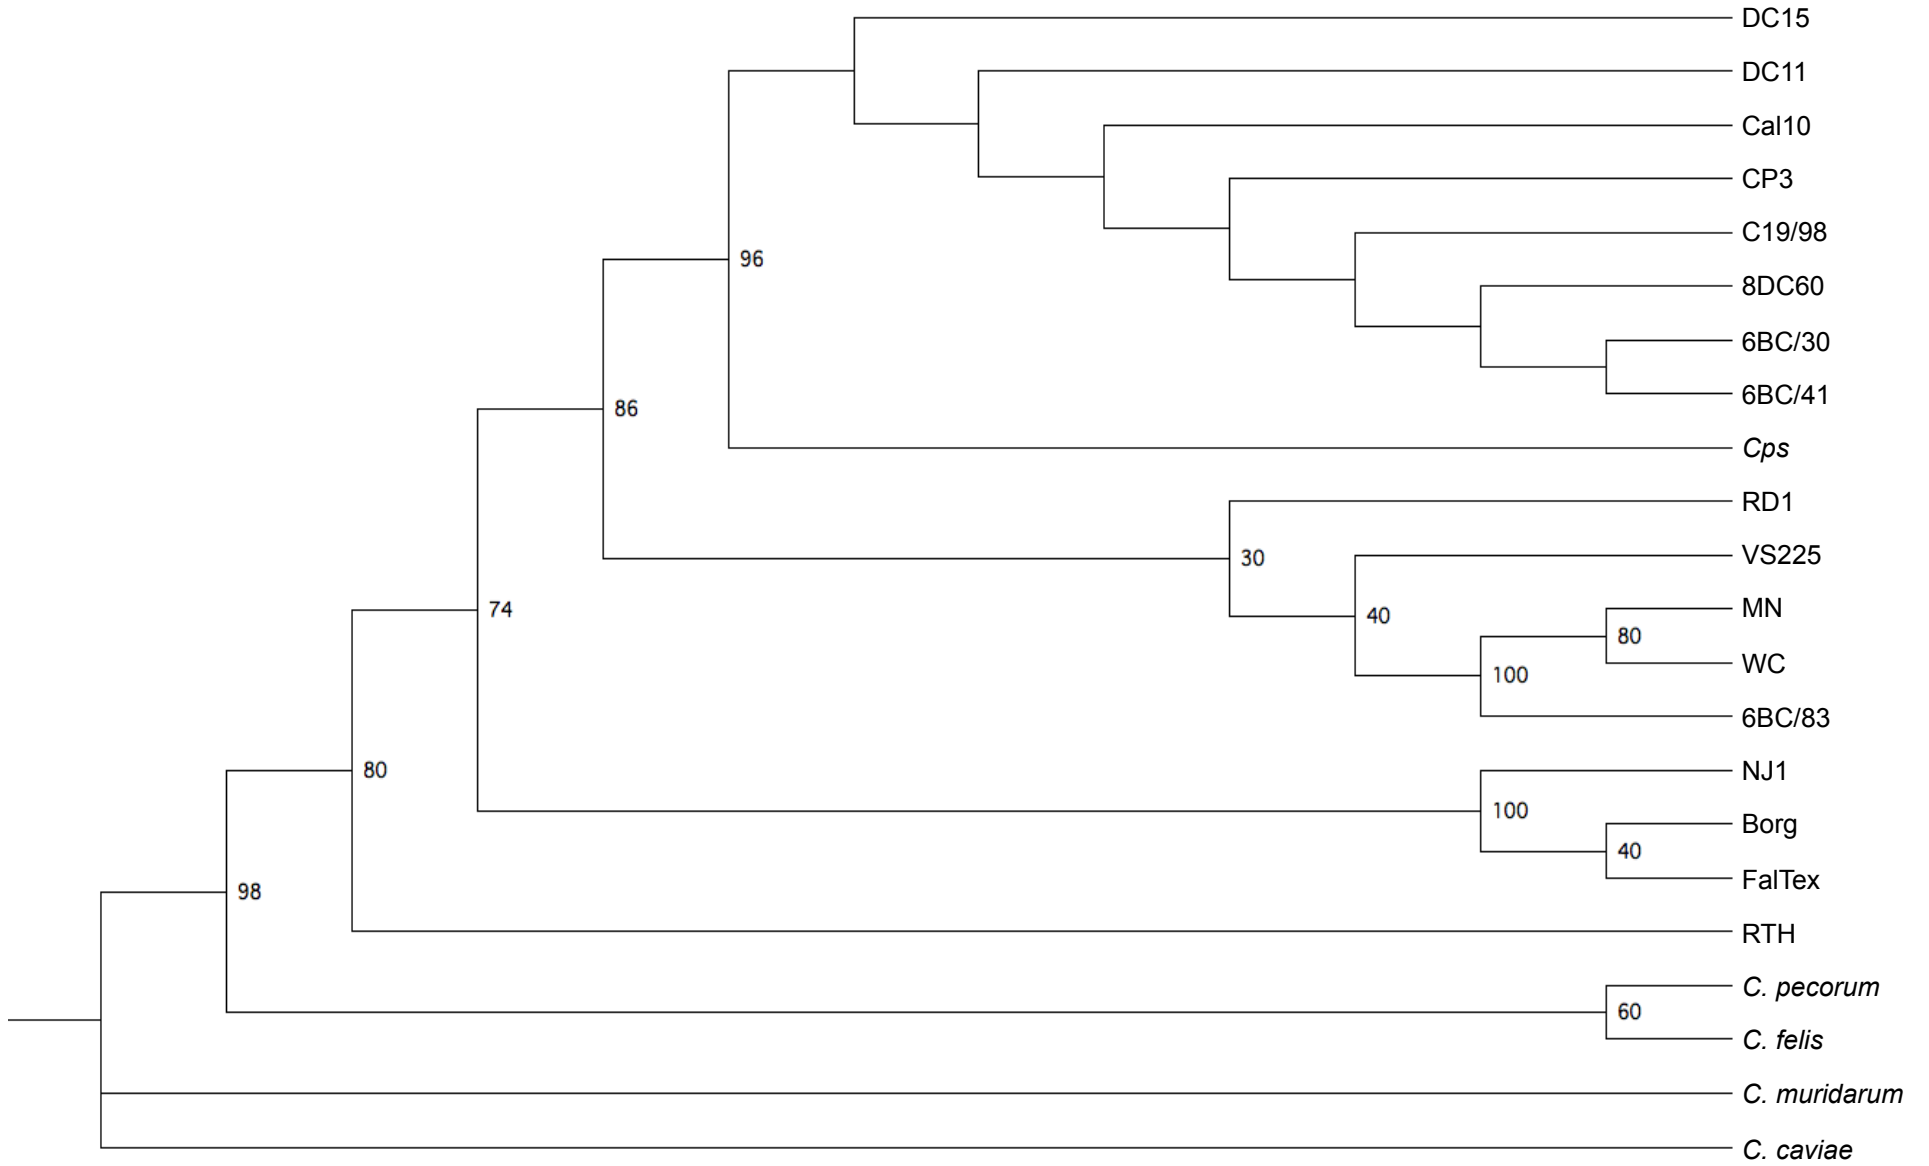 DC15
DC11
Cal10
CP3
C19/98
96
8DC60
6BC/30
6BC/41
86
Cps
RD1
30
VS225
74
MN
40
80
WC
100
6BC/83
80
NJ1
100
Borg
40
FalTex
98
RTH
C. pecorum
60
C. felis
C. muridarum
C. caviae